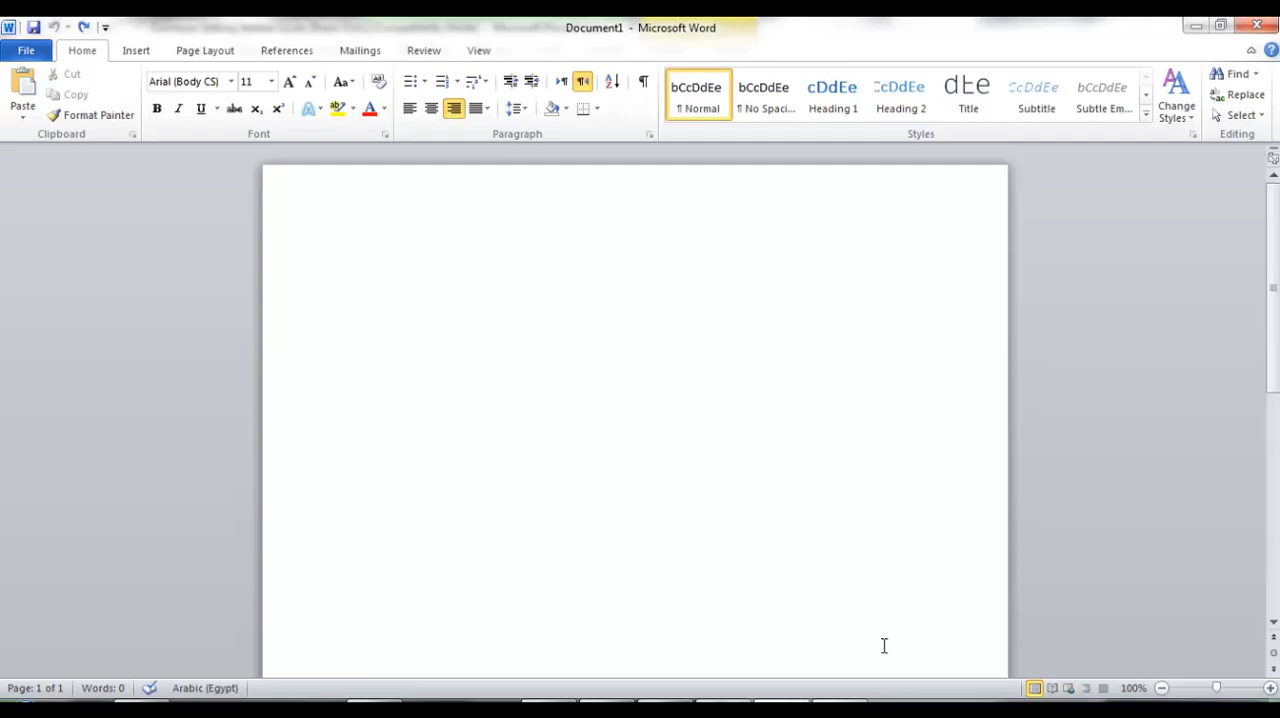 Document1 - Microsoft Word
File Home Insert Page Layout References Mailings Review View
Paste
Cut
Copy
Format Painter
Clipboard
Arial (Body CS) 11
Font
Paragraph
bCcDdEe bCcDdEe cDdEe CcDdEe dtE CcDdEe bCcDdEe
¶ Normal ¶ No Spaci... Heading 1 Heading 2 Title Subtitle Subtle Em...
Styles
Change Styles
Find
Replace
Select
Editing
Page: 1 of 1 Words: 0 Arabic (Egypt) 100%